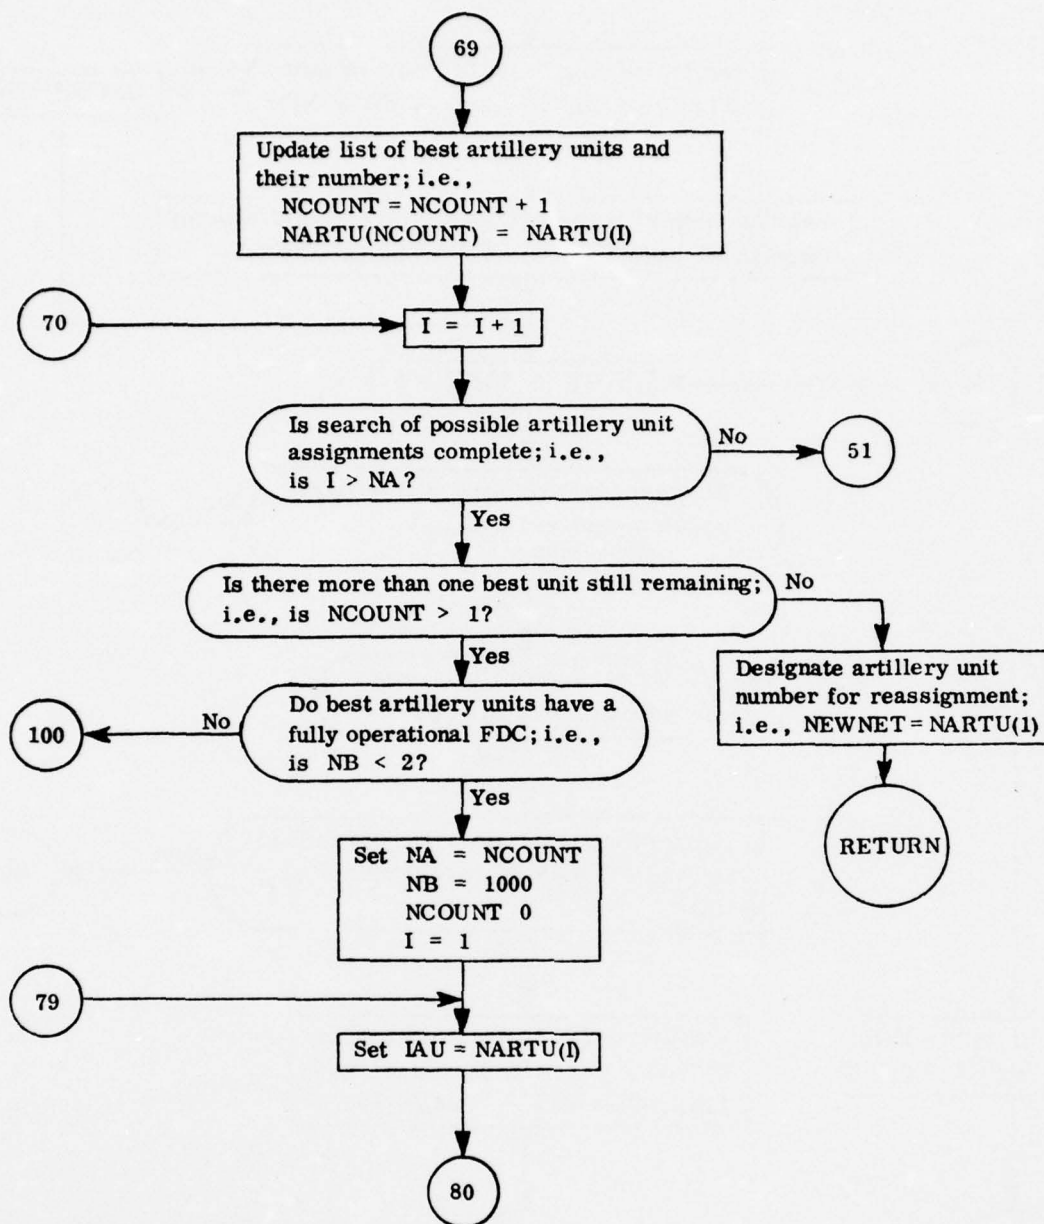 69
Update list of best artillery units and
their number; i.e.,
NCOUNT = NCOUNT + 1
NARTU(NCOUNT) = NARTU(I)
70
I = I + 1
Is search of possible artillery unit
assignments complete; i.e.,
is I > NA?
No
51
Yes
Is there more than one best unit still remaining;
i.e., is NCOUNT > 1?
No
Yes
Designate artillery unit
number for reassignment;
i.e., NEWNET = NARTU(1)
RETURN
Do best artillery units have a
fully operational FDC; i.e.,
is NB < 2?
No
100
Yes
Set NA = NCOUNT
NB = 1000
NCOUNT 0
I = 1
79
Set IAU = NARTU(I)
80